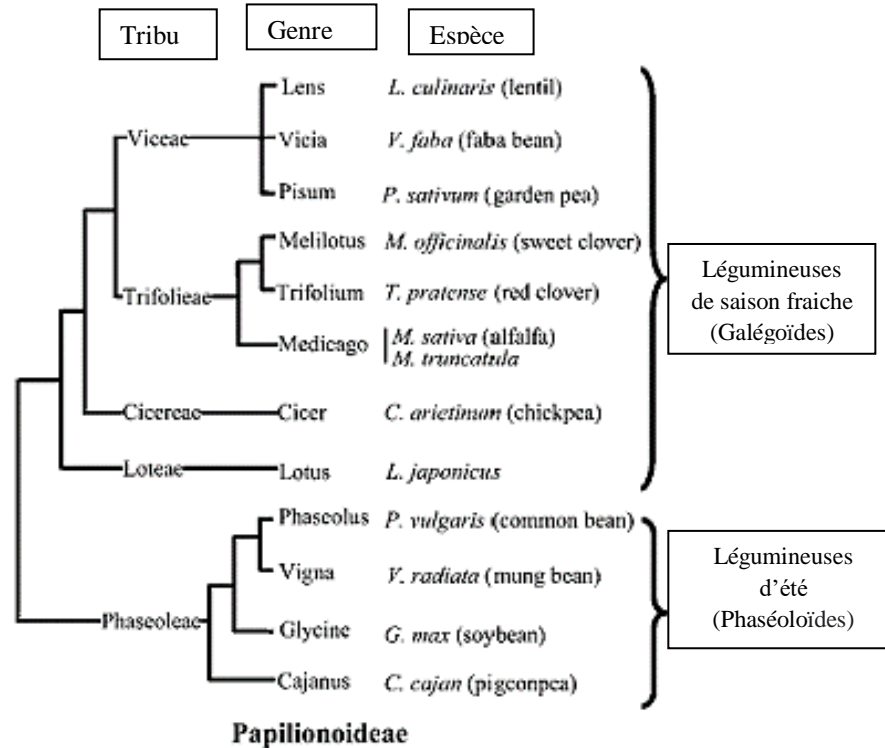 Tribu Genre Espèce
Lens L. culinaris (lentil)
Viceae Vicia V. faba (faba bean)
Pisum P. sativum (garden pea)
Melilotus M. officinalis (sweet clover)
Trifolieae Trifolium T. pratense (red clover)
Medicago M. sativa (alfalfa)
M. truncatula
Cicereae Cicer C. arietinum (chickpea)
Loteae Lotus L. japonicus
Légumineuses
de saison fraiche
(Galégoïdes)
Phaseolus P. vulgaris (common bean)
Vigna V. radiata (mung bean)
Phaseoleae Glycine G. max (soybean)
Cajanus C. cajan (pigeonpea)
Légumineuses
d'été
(Phaséoloïdes)
Papilionoideae